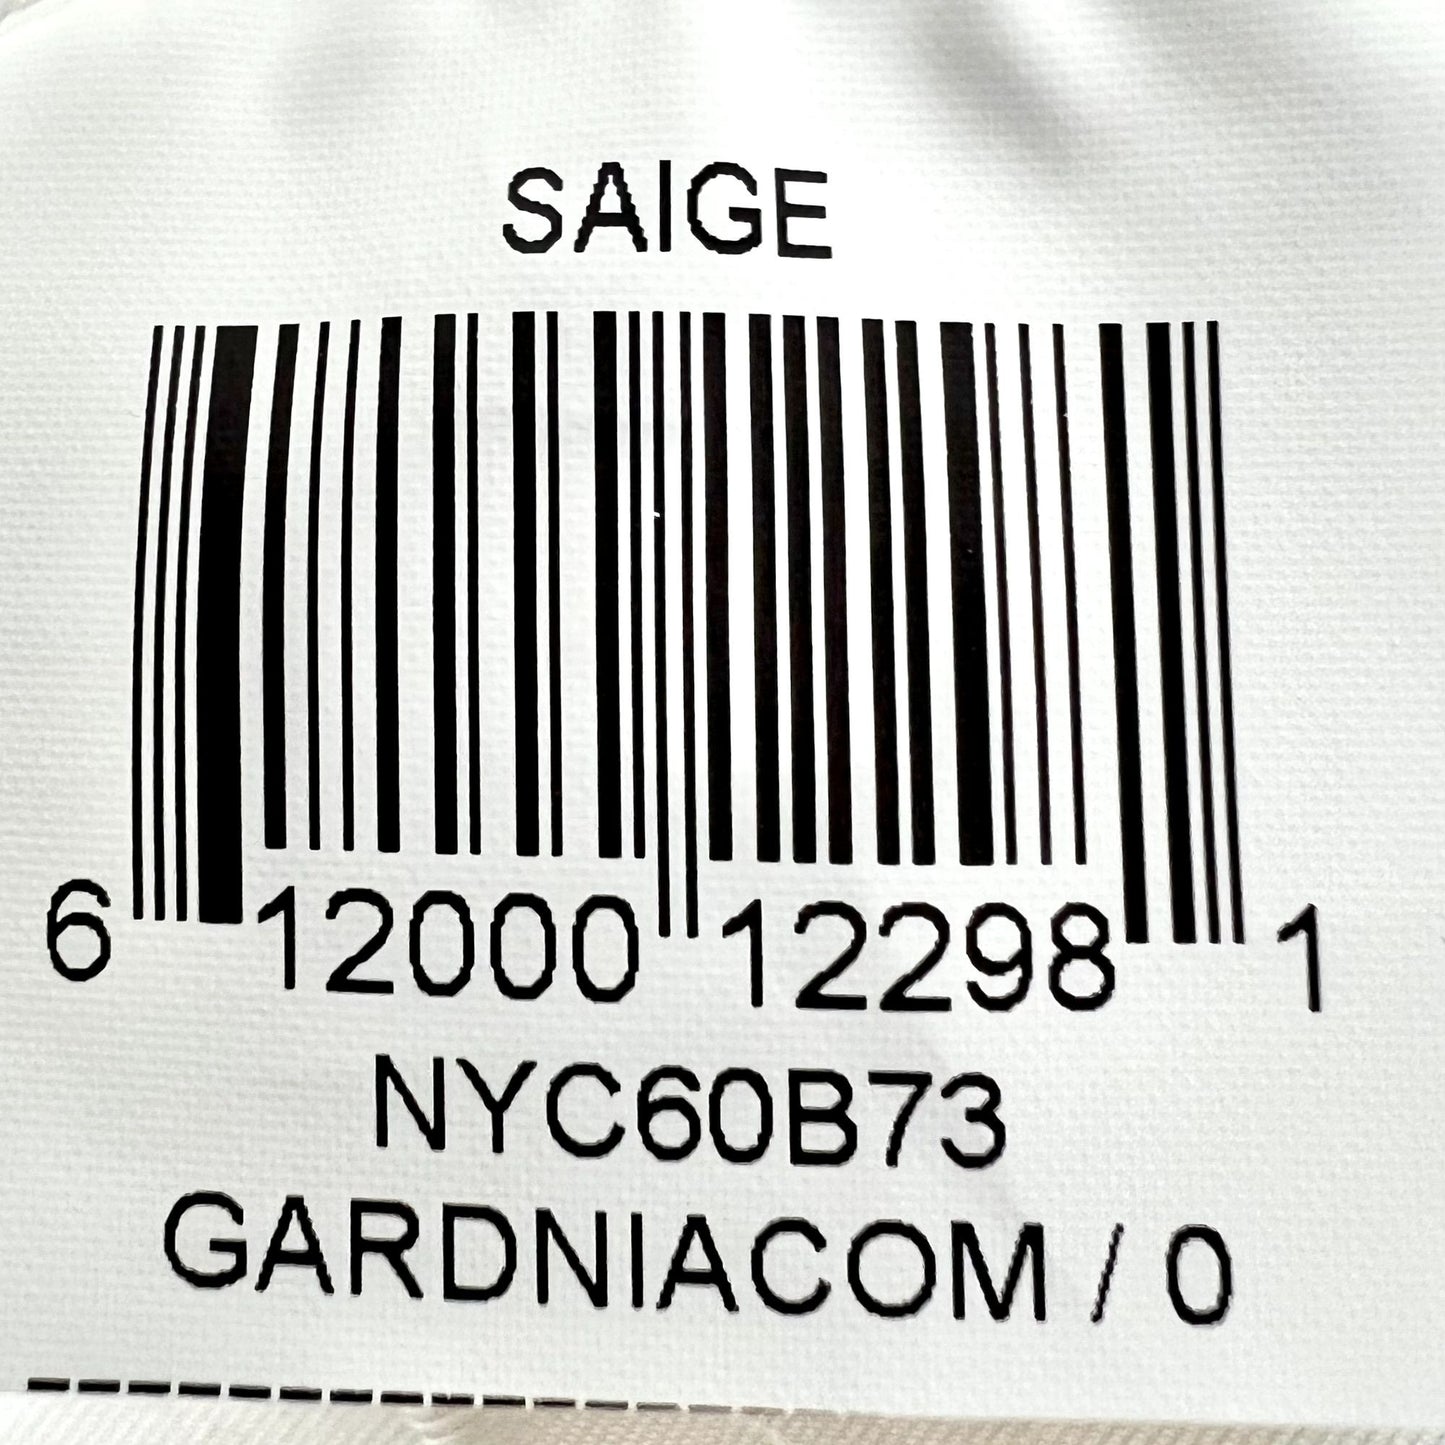 SAIGE
6 12000 12298 1
NYC60B73
GARDNIACOM / 0